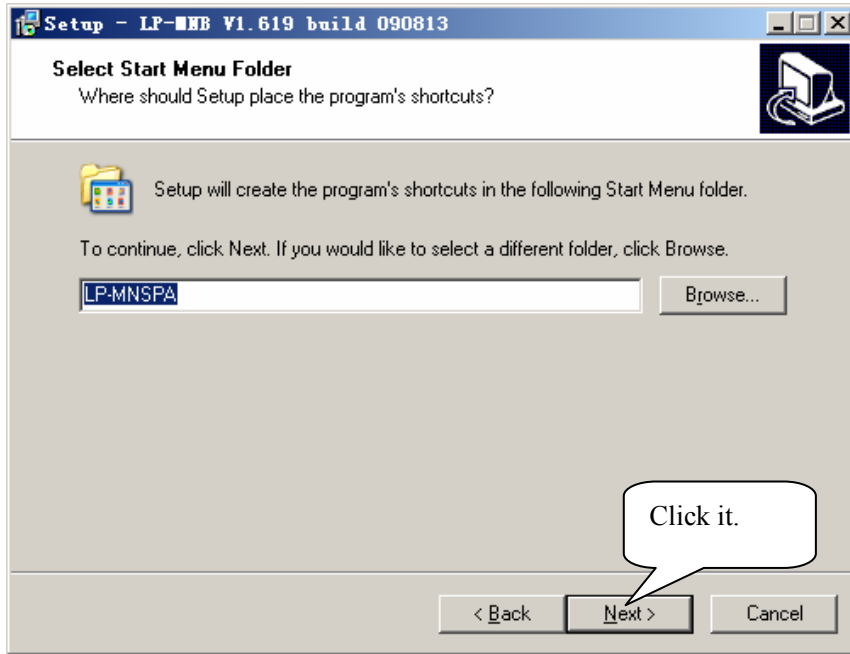 Setup - LP-MNB V1.619 build 090813
Select Start Menu Folder
Where should Setup place the program's shortcuts?
Setup will create the program's shortcuts in the following Start Menu folder.
To continue, click Next. If you would like to select a different folder, click Browse.
LP-MNSPA
Browse...
Click it.
< Back
Next >
Cancel